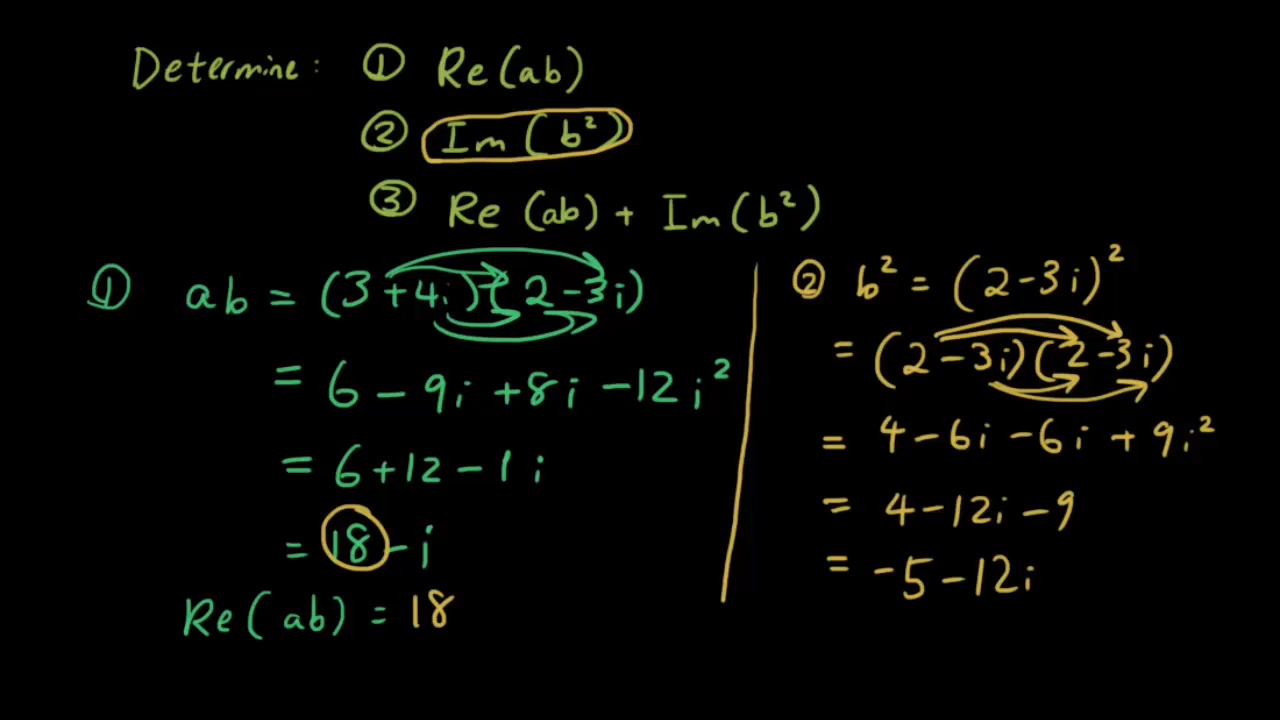 Determine: ① Re(ab)
② Im(b²)
③ Re(ab) + Im(b²)
① ab = (3+4i)(2-3i)
= 6 - 9i + 8i - 12i²
= 6 + 12 - 1i
= 18 - i
Re(ab) = 18
② b² = (2-3i)²
= (2-3i)(2-3i)
= 4 - 6i - 6i + 9i²
= 4 - 12i - 9
= -5 - 12i